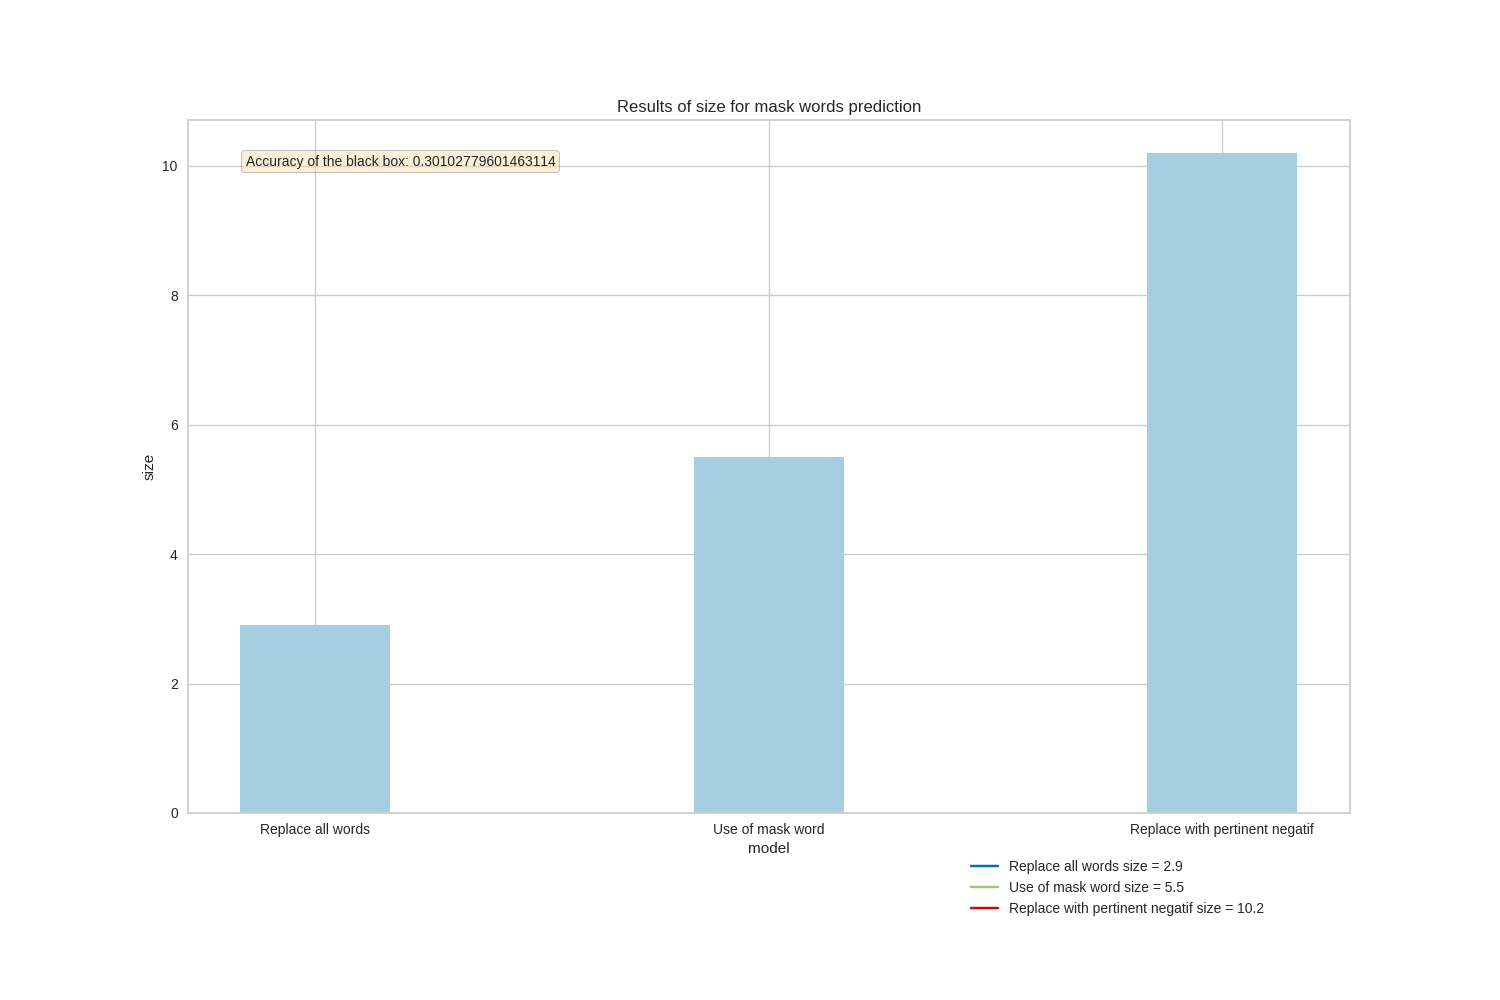 Results of size for mask words prediction
Accuracy of the black box: 0.30102779601463114
10
8
6
4
2
0
size
Replace all words
Use of mask word
Replace with pertinent negatif
model
Replace all words size = 2.9
Use of mask word size = 5.5
Replace with pertinent negatif size = 10.2